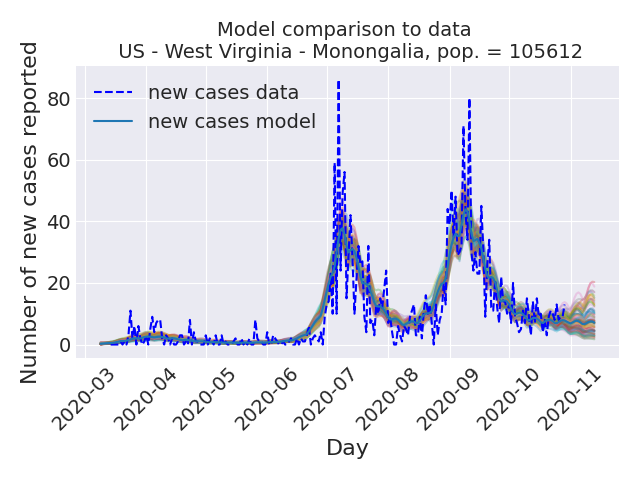 Model comparison to data
US - West Virginia - Monongalia, pop. = 105612
Number of new cases reported
80
60
40
20
0
new cases data
new cases model
2020-03
2020-04
2020-05
2020-06
2020-07
2020-08
2020-09
2020-10
2020-11
Day